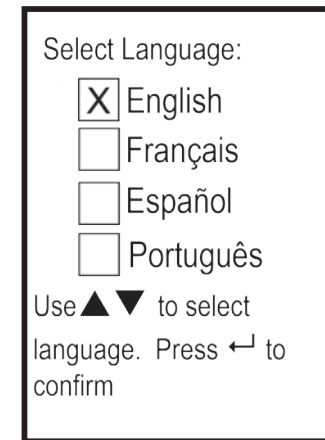 Select Language:
X English
Français
Español
Português
Use ▲ ▼ to select
language. Press ↵ to
confirm